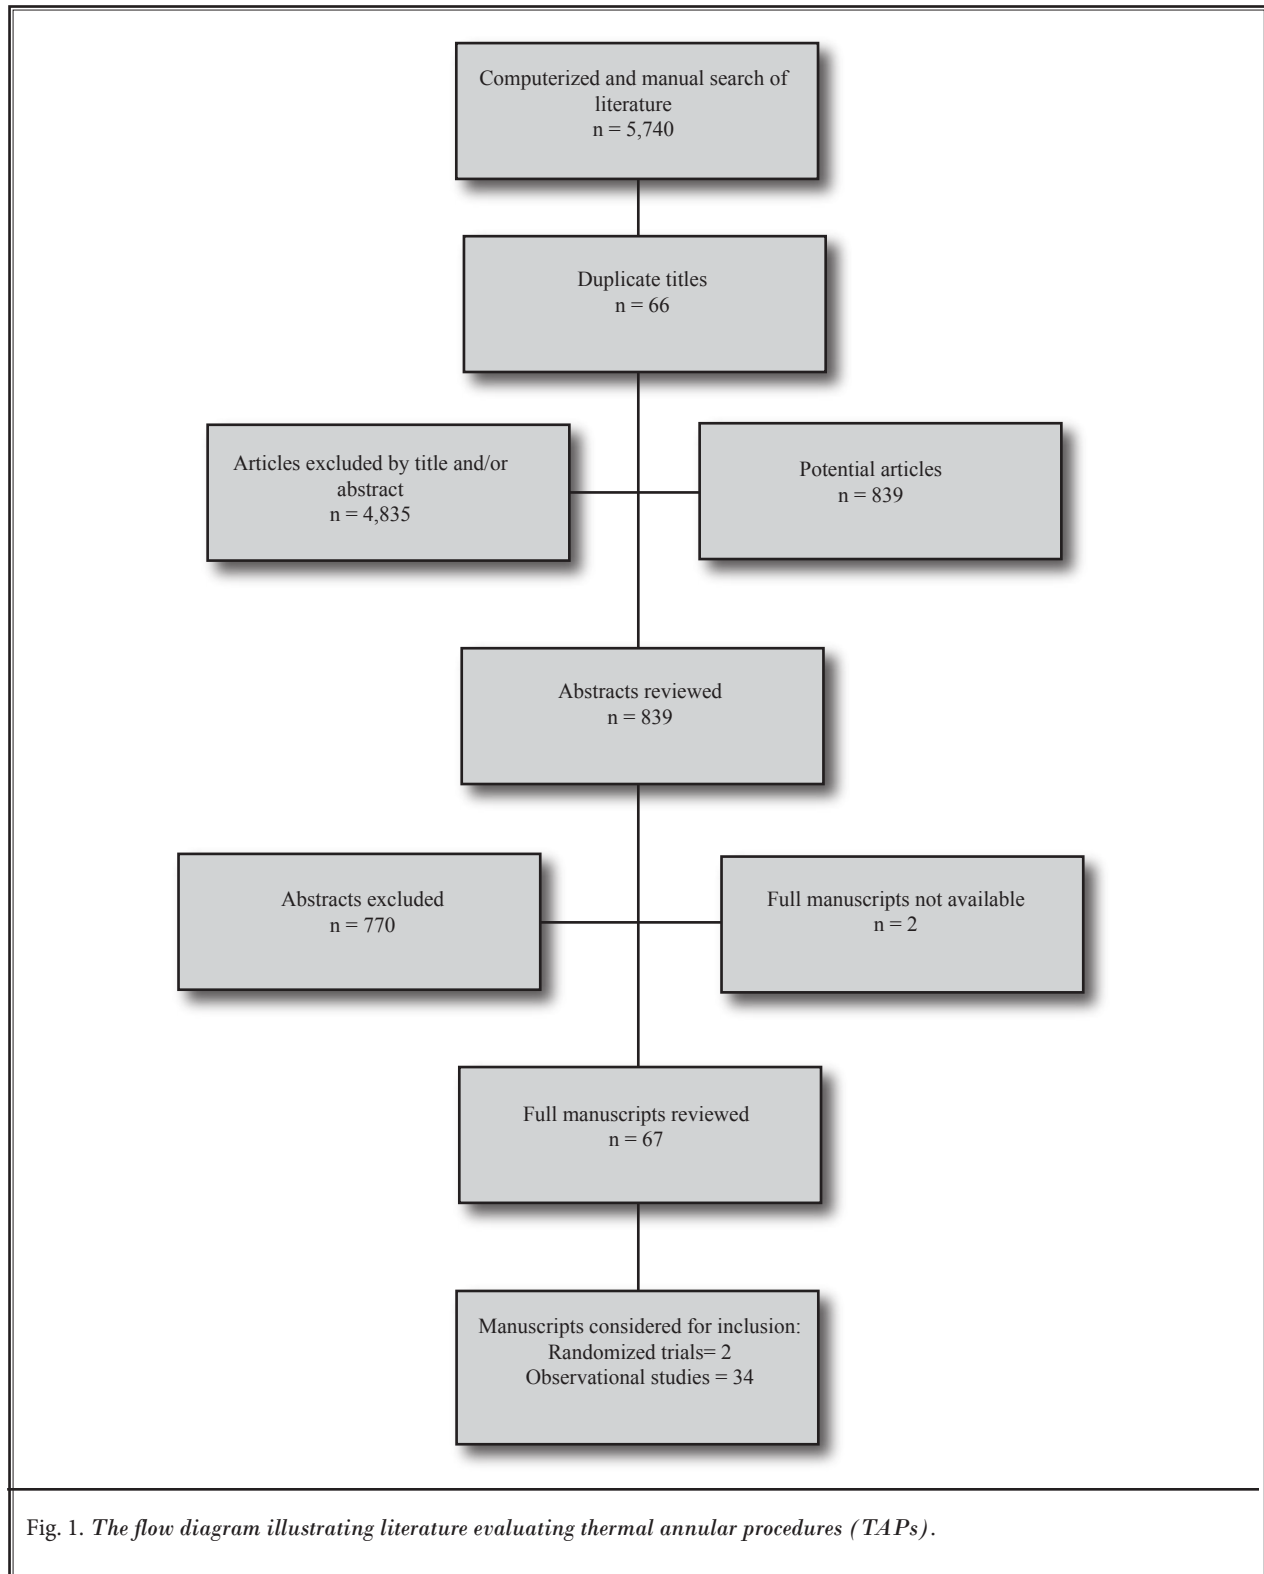 Computerized and manual search of
literature
n = 5,740
Duplicate titles
n = 66
Articles excluded by title and/or
abstract
n = 4,835
Potential articles
n = 839
Abstracts reviewed
n = 839
Abstracts excluded
n = 770
Full manuscripts not available
n = 2
Full manuscripts reviewed
n = 67
Manuscripts considered for inclusion:
Randomized trials= 2
Observational studies = 34
Fig. 1. The flow diagram illustrating literature evaluating thermal annular procedures (TAPs).